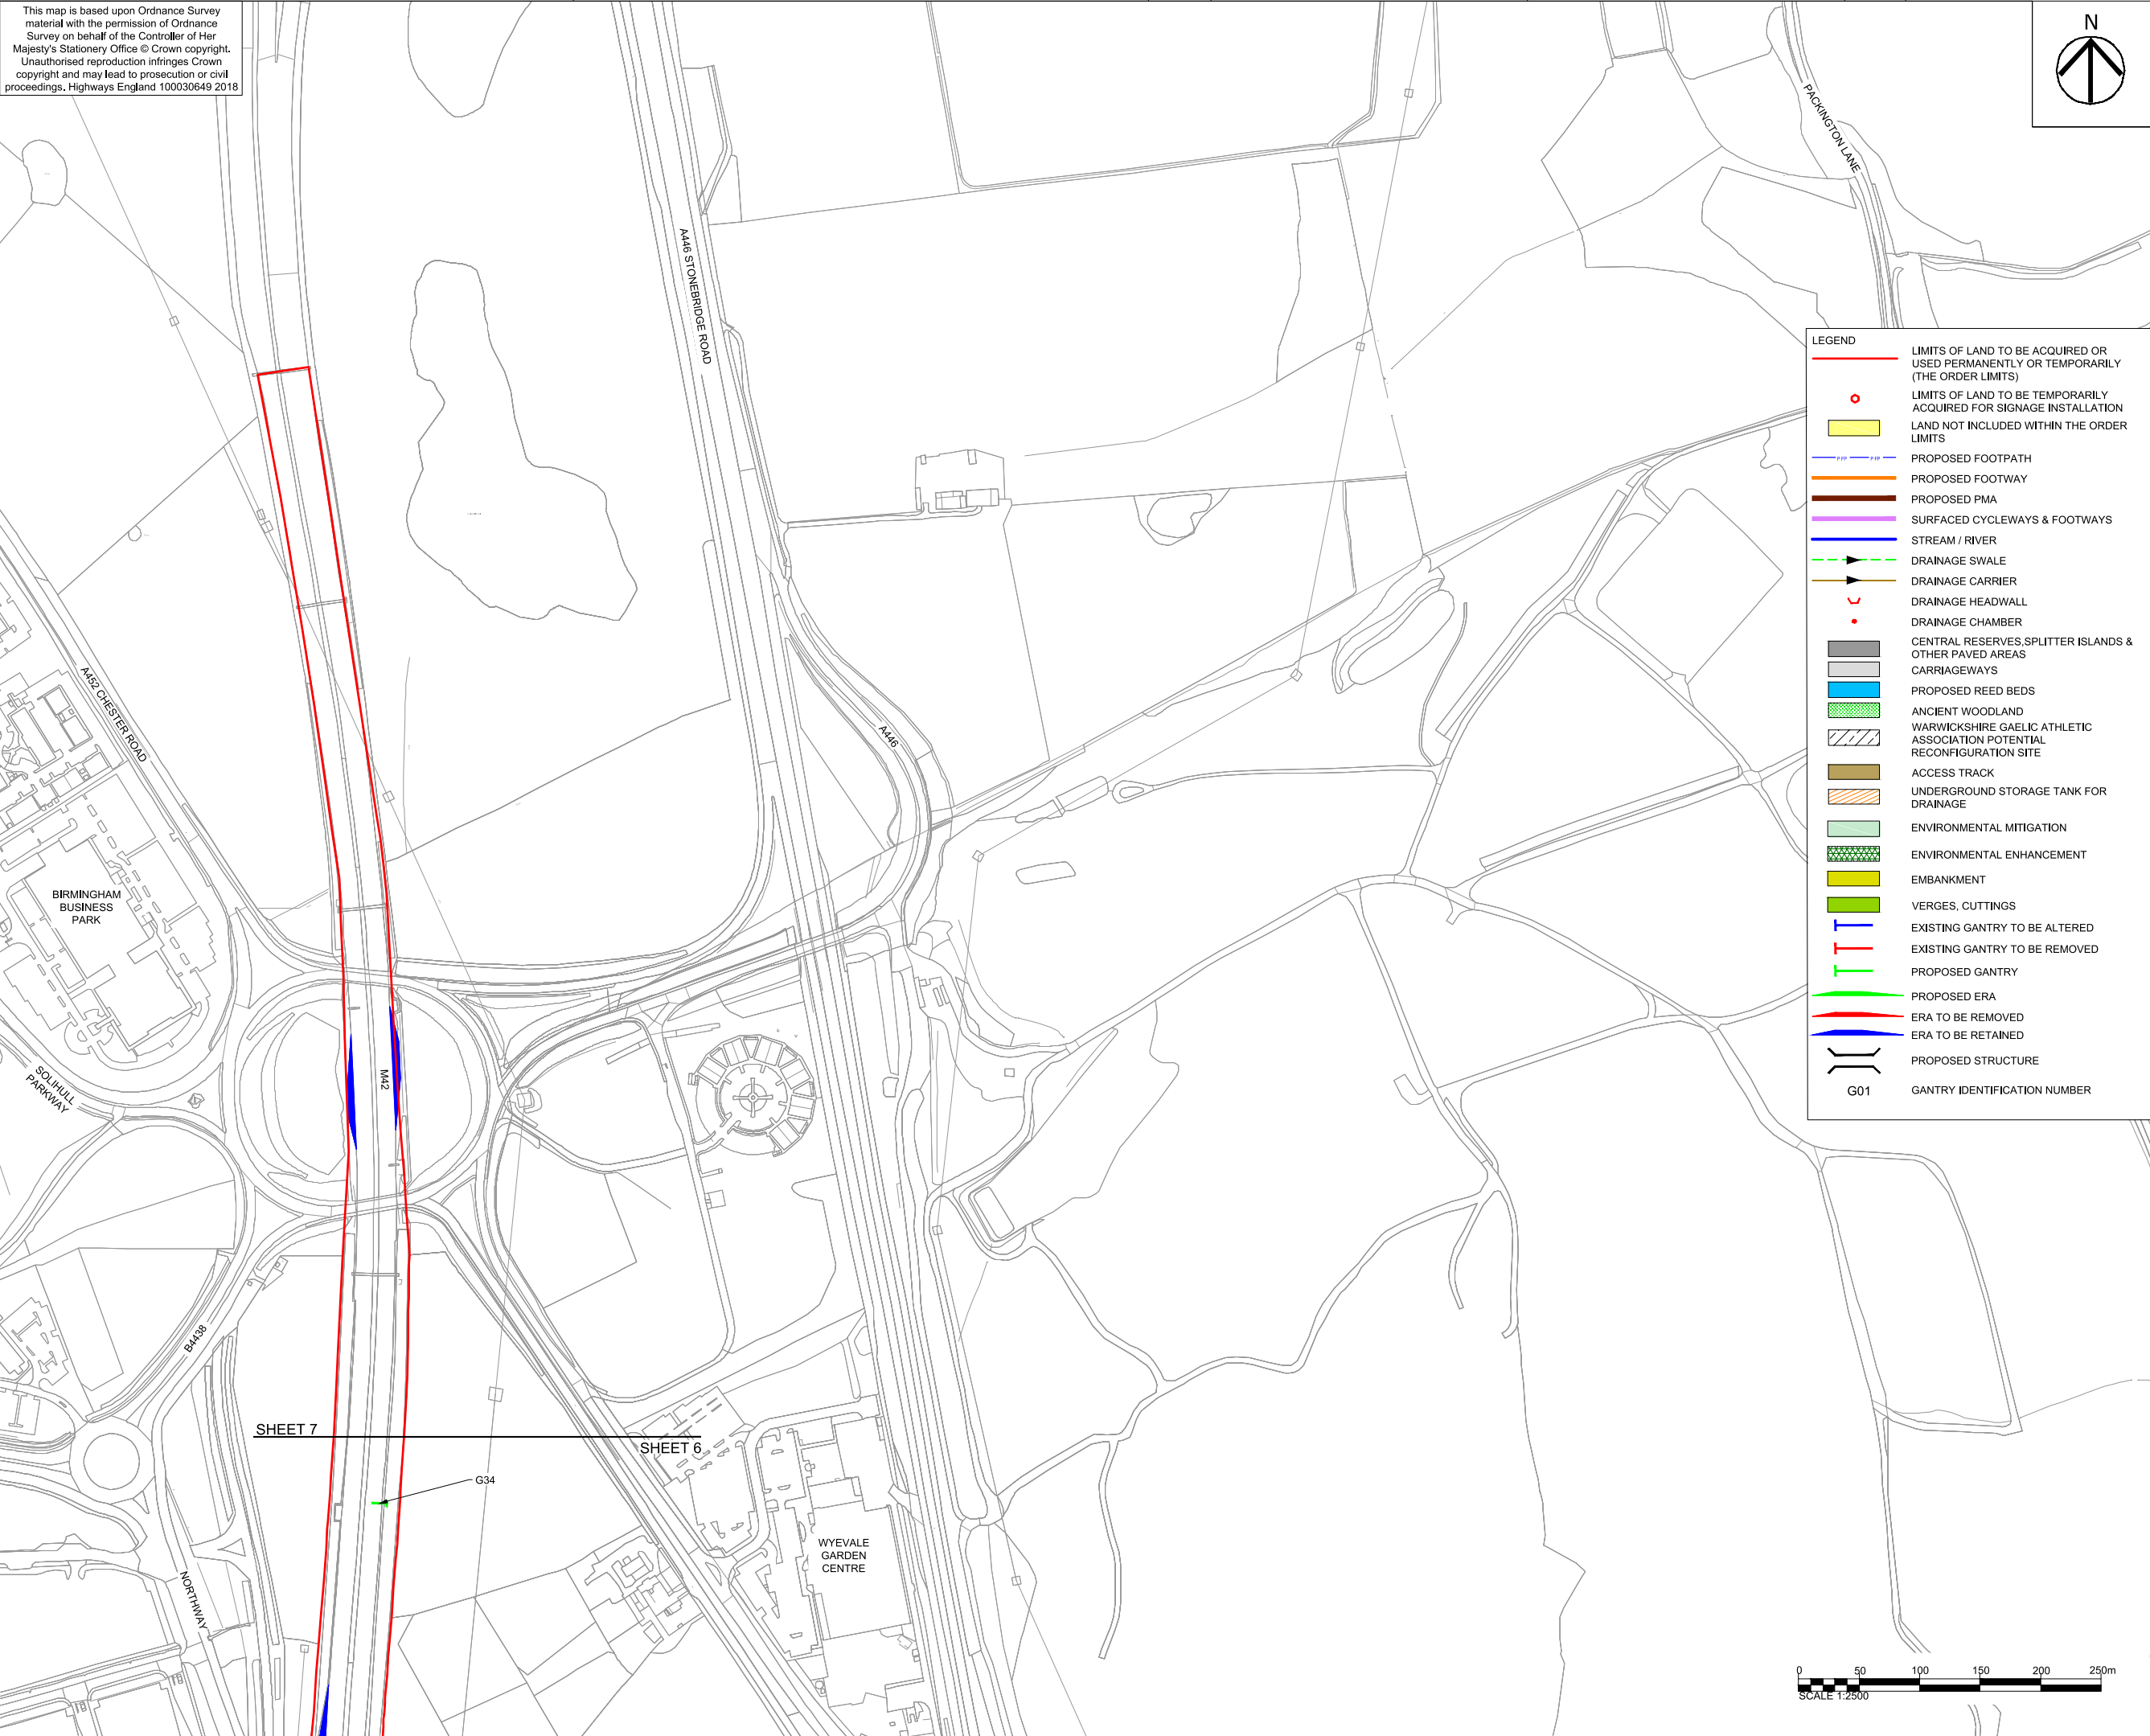 This map is based upon Ordnance Survey
material with the permission of Ordnance
Survey on behalf of the Controller of Her
Majesty's Stationery Office © Crown copyright.
Unauthorised reproduction infringes Crown
copyright and may lead to prosecution or civil
proceedings. Highways England 100030649 2018
N
PACKINGTON LANE
A446 STONEBRIDGE ROAD
A452 CHESTER ROAD
A446
BIRMINGHAM
BUSINESS
PARK
SOLIHULL
PARKWAY
M42
B4438
SHEET 7
SHEET 6
G34
WYEVALE
GARDEN
CENTRE
NORTHWAY
LEGEND
LIMITS OF LAND TO BE ACQUIRED OR
USED PERMANENTLY OR TEMPORARILY
(THE ORDER LIMITS)
LIMITS OF LAND TO BE TEMPORARILY
ACQUIRED FOR SIGNAGE INSTALLATION
LAND NOT INCLUDED WITHIN THE ORDER
LIMITS
PROPOSED FOOTPATH
PROPOSED FOOTWAY
PROPOSED PMA
SURFACED CYCLEWAYS & FOOTWAYS
STREAM / RIVER
DRAINAGE SWALE
DRAINAGE CARRIER
DRAINAGE HEADWALL
DRAINAGE CHAMBER
CENTRAL RESERVES,SPLITTER ISLANDS &
OTHER PAVED AREAS
CARRIAGEWAYS
PROPOSED REED BEDS
ANCIENT WOODLAND
WARWICKSHIRE GAELIC ATHLETIC
ASSOCIATION POTENTIAL
RECONFIGURATION SITE
ACCESS TRACK
UNDERGROUND STORAGE TANK FOR
DRAINAGE
ENVIRONMENTAL MITIGATION
ENVIRONMENTAL ENHANCEMENT
EMBANKMENT
VERGES, CUTTINGS
EXISTING GANTRY TO BE ALTERED
EXISTING GANTRY TO BE REMOVED
PROPOSED GANTRY
PROPOSED ERA
ERA TO BE REMOVED
ERA TO BE RETAINED
PROPOSED STRUCTURE
G01 GANTRY IDENTIFICATION NUMBER
0 50 100 150 200 250m
SCALE 1:2500